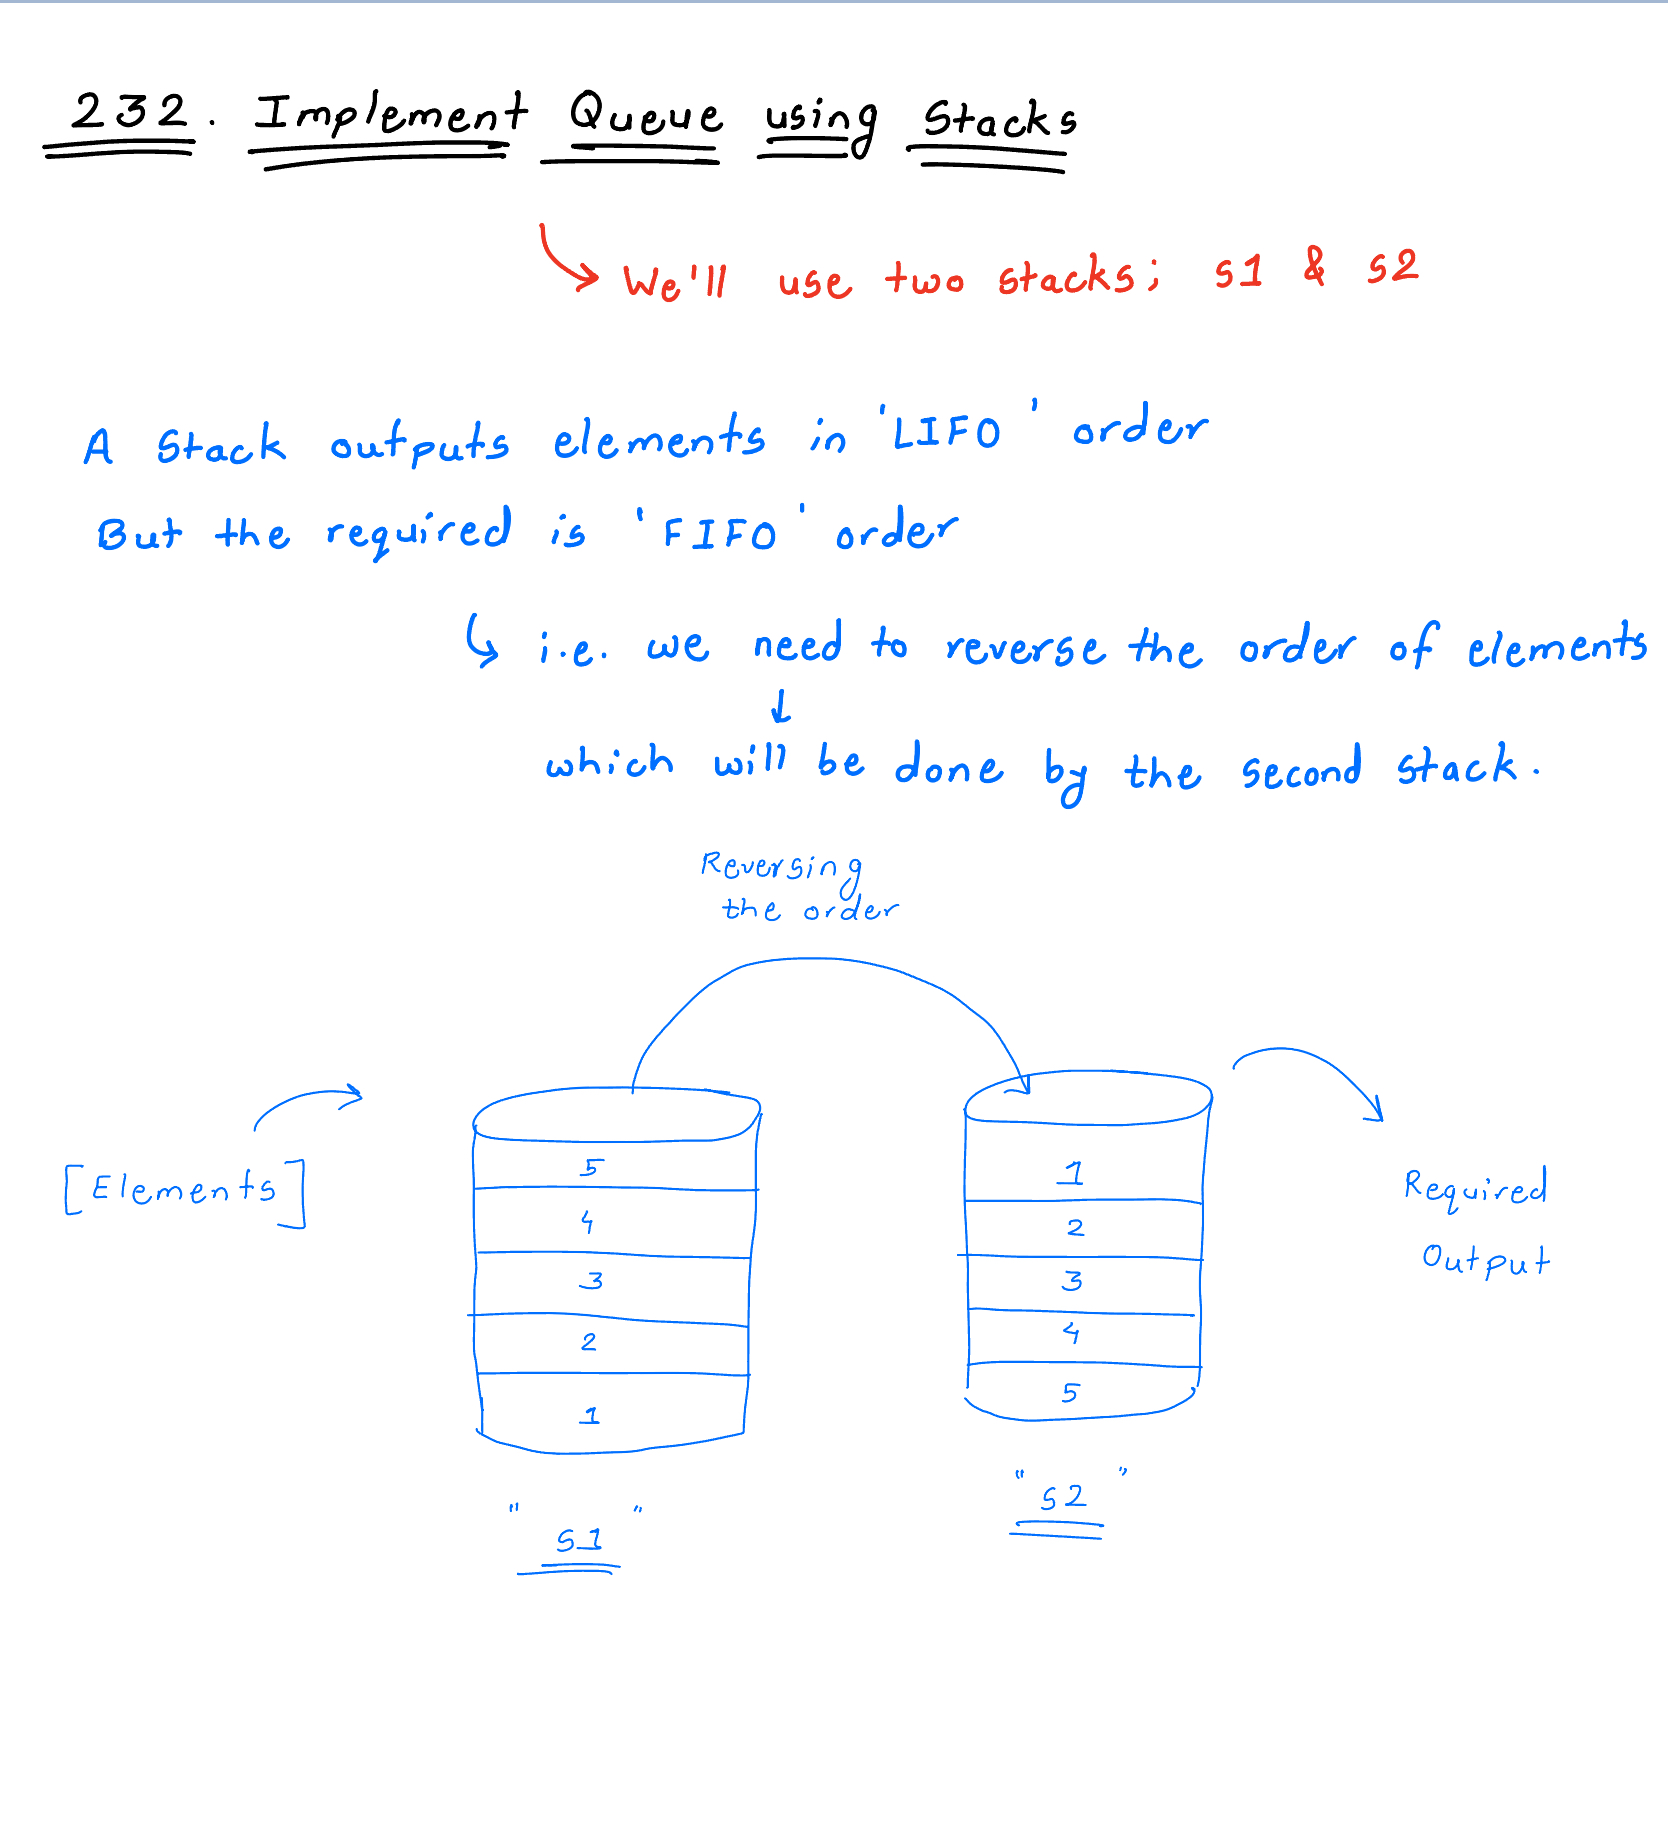 232. Implement Queue using Stacks
We'll use two stacks; s1 & s2
A Stack outputs elements in 'LIFO' order
But the required is 'FIFO' order
i.e. we need to reverse the order of elements
which will be done by the second stack.
Reversing
the order
[Elements]
5
4
3
2
1
"s1"
1
2
3
4
5
"s2"
Required
Output